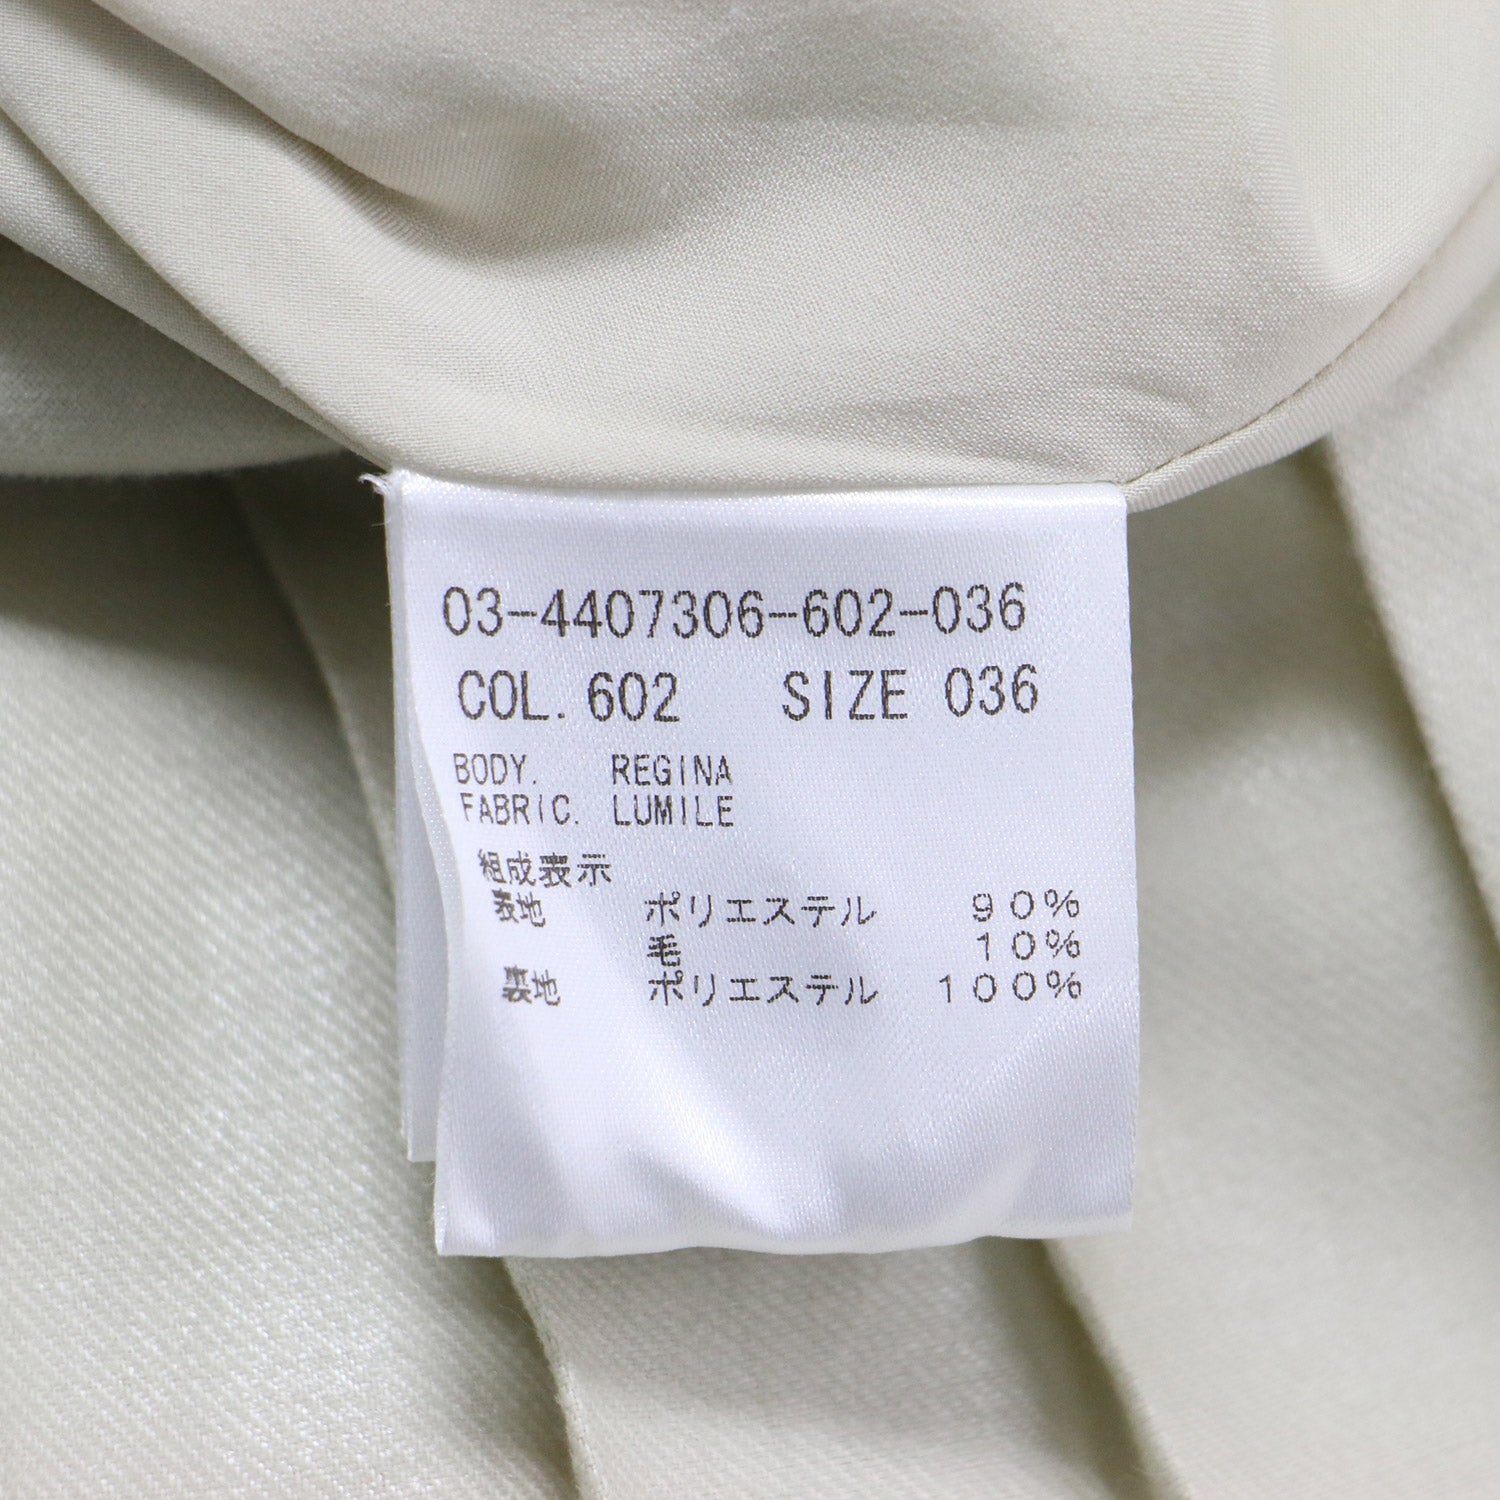 03-4407306-602-036
COL. 602 SIZE 036
BODY. REGINA
FABRIC. LUMILE
組成表示
表地 ポリエステル 90%
毛 10%
裏地 ポリエステル 100%